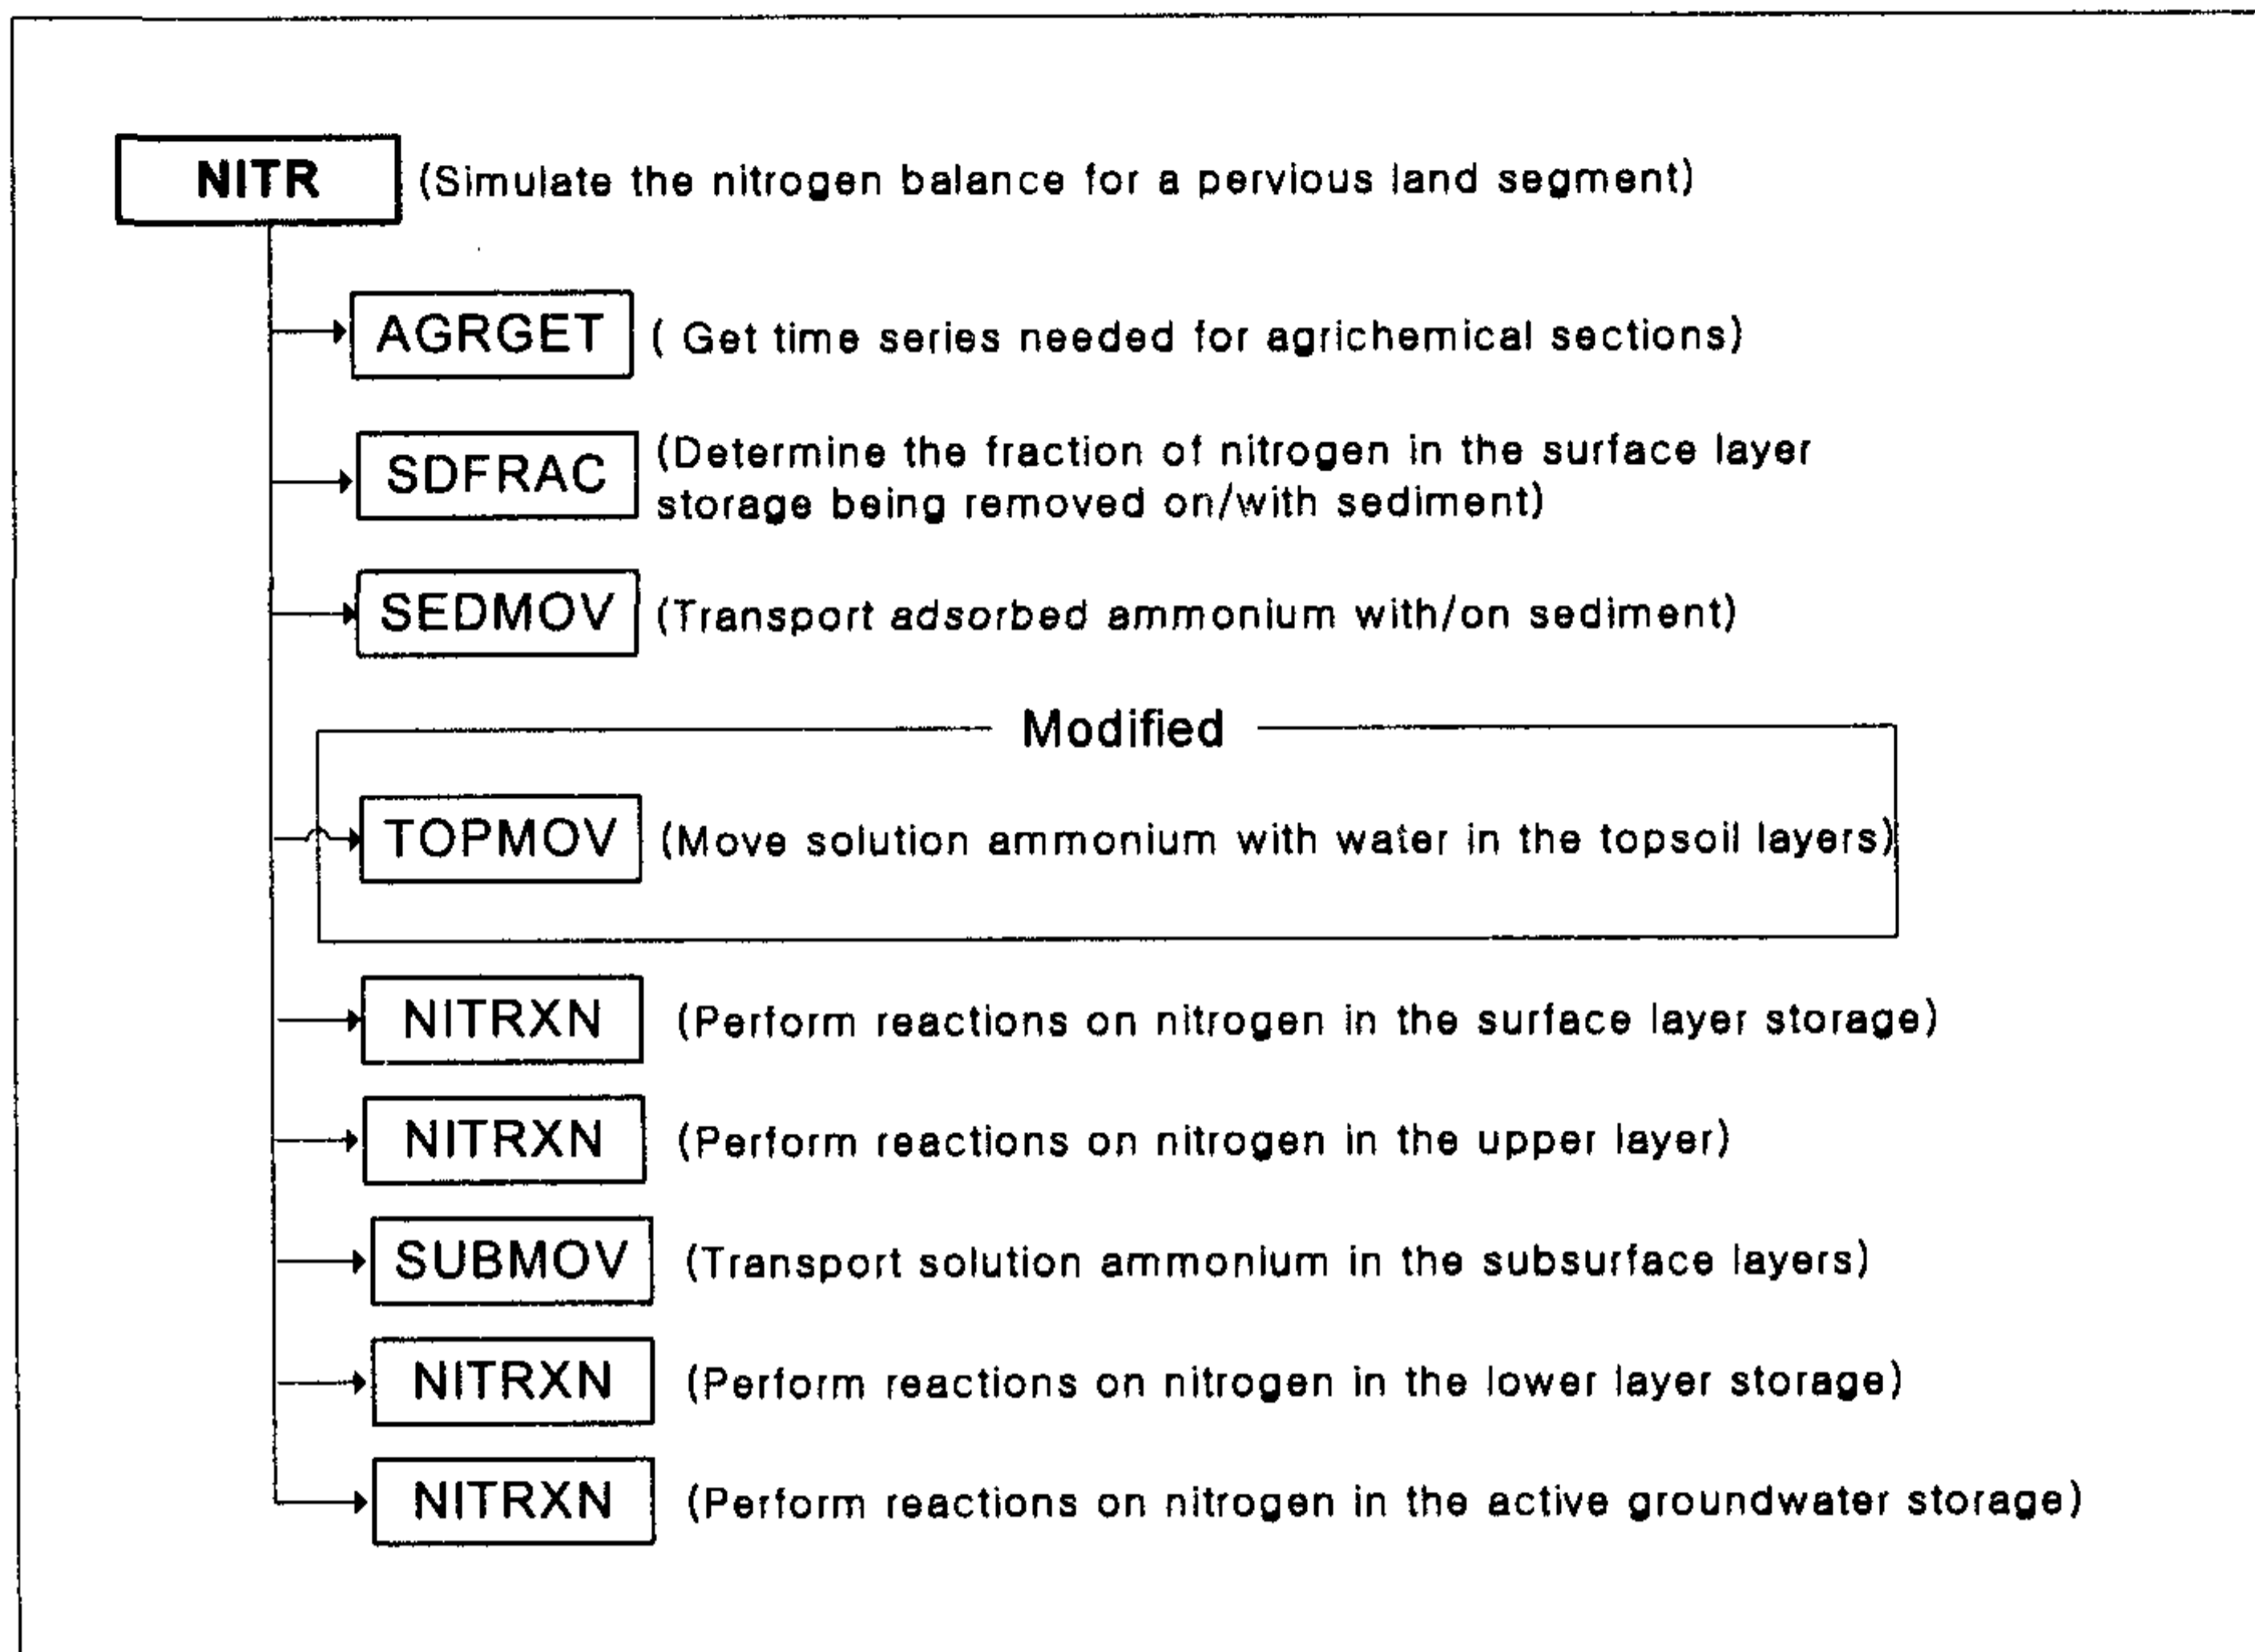 NITR (Simulate the nitrogen balance for a pervious land segment)
AGRGET ( Get time series needed for agrichemical sections)
SDFRAC (Determine the fraction of nitrogen in the surface layer
storage being removed on/with sediment)
SEDMOV (Transport adsorbed ammonium with/on sediment)
Modified
TOPMOV (Move solution ammonium with water in the topsoil layers)
NITRXN (Perform reactions on nitrogen in the surface layer storage)
NITRXN (Perform reactions on nitrogen in the upper layer)
SUBMOV (Transport solution ammonium in the subsurface layers)
NITRXN (Perform reactions on nitrogen in the lower layer storage)
NITRXN (Perform reactions on nitrogen in the active groundwater storage)